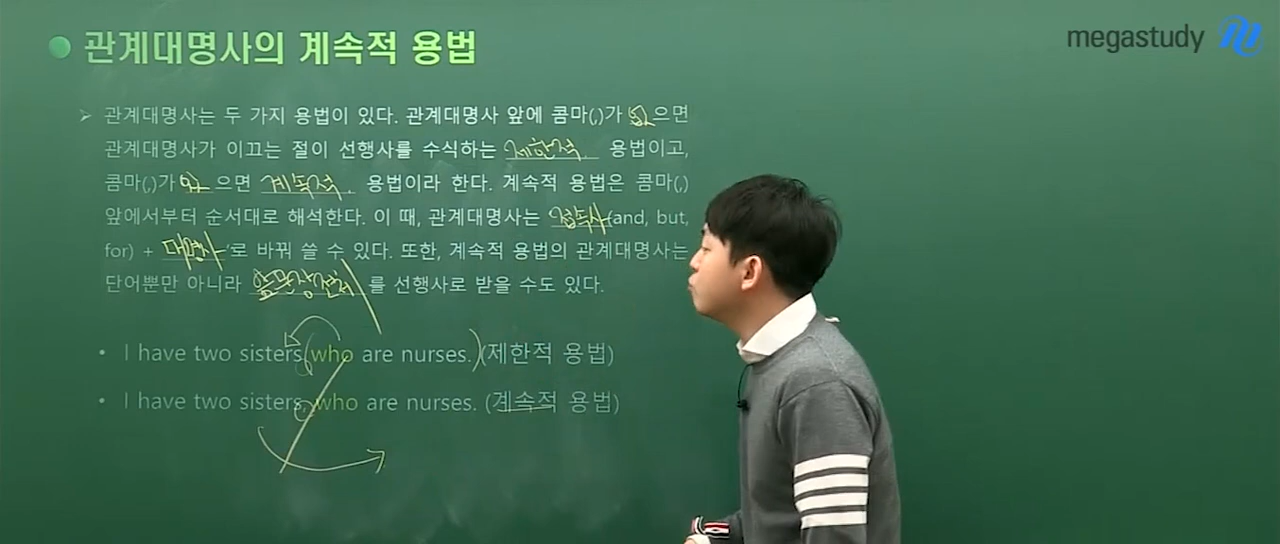 관계대명사의 계속적 용법
megastudy
➢ 관계대명사는 두 가지 용법이 있다. 관계대명사 앞에 콤마(,)가 없으면
관계대명사가 이끄는 절이 선행사를 수식하는 제한적 용법이고,
콤마(,)가 있으면 계속적 용법이라 한다. 계속적 용법은 콤마(,)
앞에서부터 순서대로 해석한다. 이 때, 관계대명사는 접속사(and, but,
for) + 대명사'로 바꿔 쓸 수 있다. 또한, 계속적 용법의 관계대명사는
단어뿐만 아니라 앞문장전체를 선행사로 받을 수도 있다.
• I have two sisters(who are nurses.)(제한적 용법)
• I have two sisters, who are nurses. (계속적 용법)